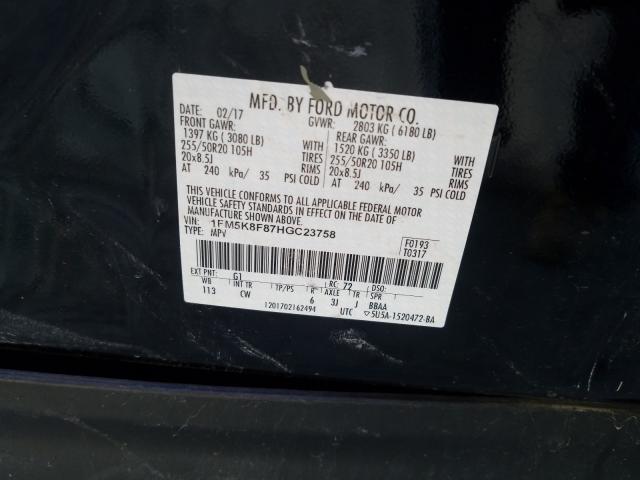 MFD. BY FORD MOTOR CO.
DATE: 02/17 GVWR: 2803 KG ( 6180 LB)
FRONT GAWR: REAR GAWR:
1397 KG ( 3080 LB) WITH 1520 KG ( 3350 LB) WITH
255/50R20 105H TIRES 255/50R20 105H TIRES
20x8.5J RIMS 20x8.5J RIMS
AT 240 kPa/ 35 PSI COLD AT 240 kPa/ 35 PSI COLD
THIS VEHICLE CONFORMS TO ALL APPLICABLE FEDERAL MOTOR
VEHICLE SAFETY STANDARDS IN EFFECT ON THE DATE OF
MANUFACTURE SHOWN ABOVE.
VIN: 1FM5K8F87HGC23758
TYPE: MPV F0193
T0317
EXT PNT: G1 RC: 72 DSO:
WB INT TR TP/PS R AXLE TR SPR
113 CW 6 3J J BBAA
1201702162494 UTC ▽5U5A-1520472-BA